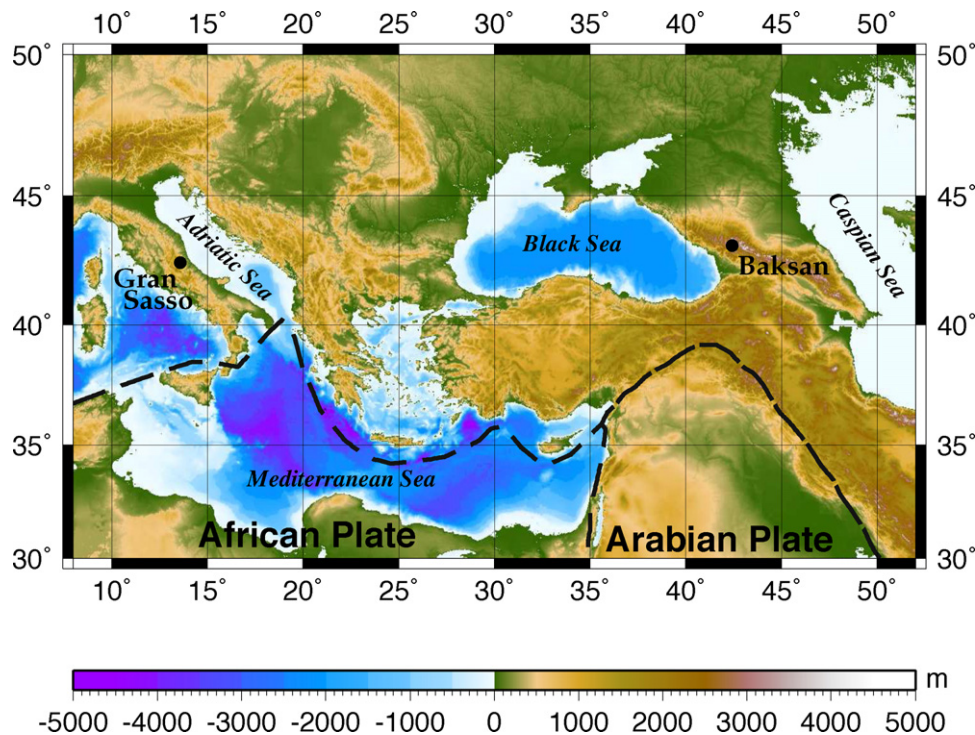 10° 15° 20° 25° 30° 35° 40° 45° 50°
50° 50°
45° 45°
Adriatic Sea
Black Sea
Caspian Sea
Gran
Sasso
Baksan
40° 40°
35° 35°
Mediterranean Sea
African Plate
Arabian Plate
30° 30°
10° 15° 20° 25° 30° 35° 40° 45° 50°
m
-5000 -4000 -3000 -2000 -1000 0 1000 2000 3000 4000 5000